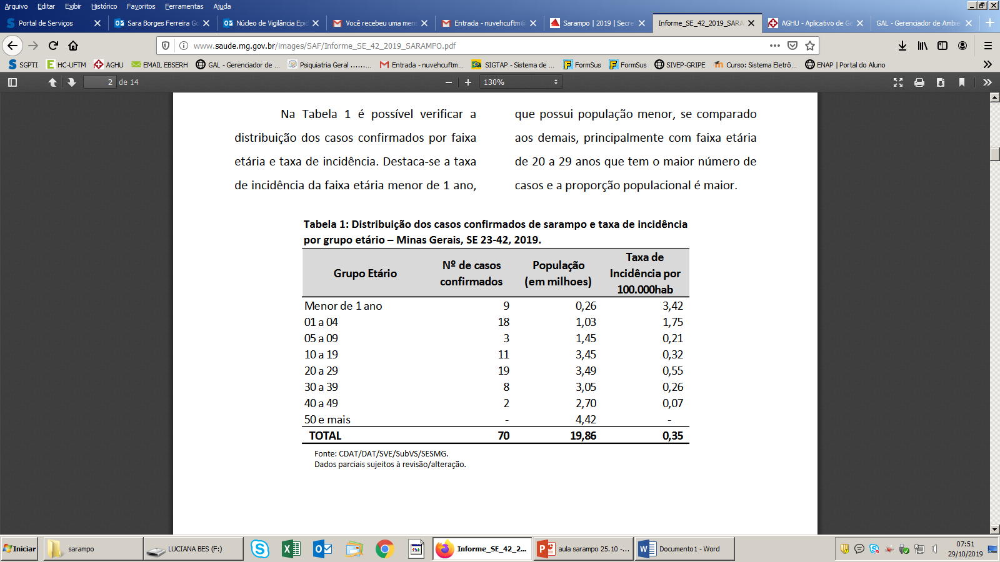 Arquivo Editar Exibir Histórico Favoritos Ferramentas Ajuda
Portal de Serviços Sara Borges Ferreira Go Núcleo de Vigilância Epid Você recebeu uma men Entrada - nuvehcuftm@ Sarampo | 2019 | Secre Informe_SE_42_2019_SARA AGHU - Aplicativo de Ge GAL - Gerenciador de Ambie
www.saude.mg.gov.br/images/SAF/Informe_SE_42_2019_SARAMPO.pdf
SGPTI HC-UFTM AGHU EMAIL EBSERH GAL - Gerenciador de ... Psiquiatria Geral ......... Entrada - nuvehcuftm... SIGTAP - Sistema de ... FormSus FormSus SIVEP-GRIPE Curso: Sistema Eletrô... ENAP | Portal do Aluno
2 de 14 130%
Na Tabela 1 é possível verificar a
distribuição dos casos confirmados por faixa
etária e taxa de incidência. Destaca-se a taxa
de incidência da faixa etária menor de 1 ano,
que possui população menor, se comparado
aos demais, principalmente com faixa etária
de 20 a 29 anos que tem o maior número de
casos e a proporção populacional é maior.
Tabela 1: Distribuição dos casos confirmados de sarampo e taxa de incidência
por grupo etário – Minas Gerais, SE 23-42, 2019.
Grupo Etário Nº de casos confirmados População (em milhoes) Taxa de Incidência por 100.000hab
Menor de 1 ano 9 0,26 3,42
01 a 04 18 1,03 1,75
05 a 09 3 1,45 0,21
10 a 19 11 3,45 0,32
20 a 29 19 3,49 0,55
30 a 39 8 3,05 0,26
40 a 49 2 2,70 0,07
50 e mais - 4,42 -
TOTAL 70 19,86 0,35
Fonte: CDAT/DAT/SVE/SubVS/SESMG.
Dados parciais sujeitos à revisão/alteração.
Iniciar sarampo LUCIANA BES (F:) Informe_SE_42_2... aula sarampo 25.10 -... Documento1 - Word
07:51
29/10/2019